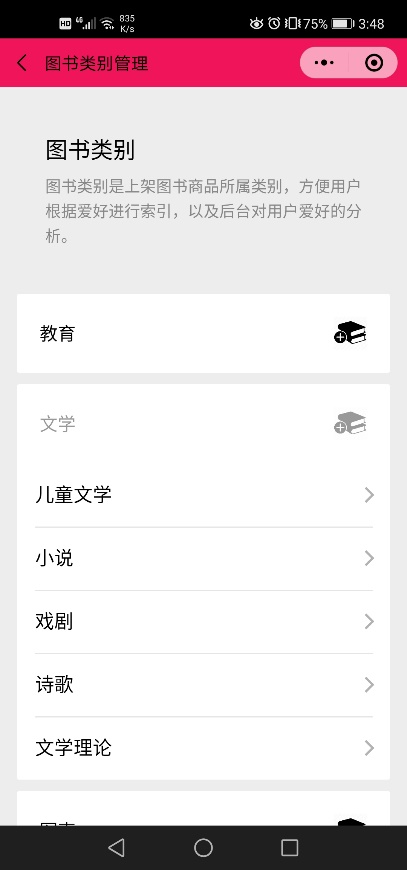 HD 4G 835 K/s 75% 3:48
图书类别管理
图书类别
图书类别是上架图书商品所属类别，方便用户
根据爱好进行索引，以及后台对用户爱好的分
析。
教育
文学
儿童文学
小说
戏剧
诗歌
文学理论